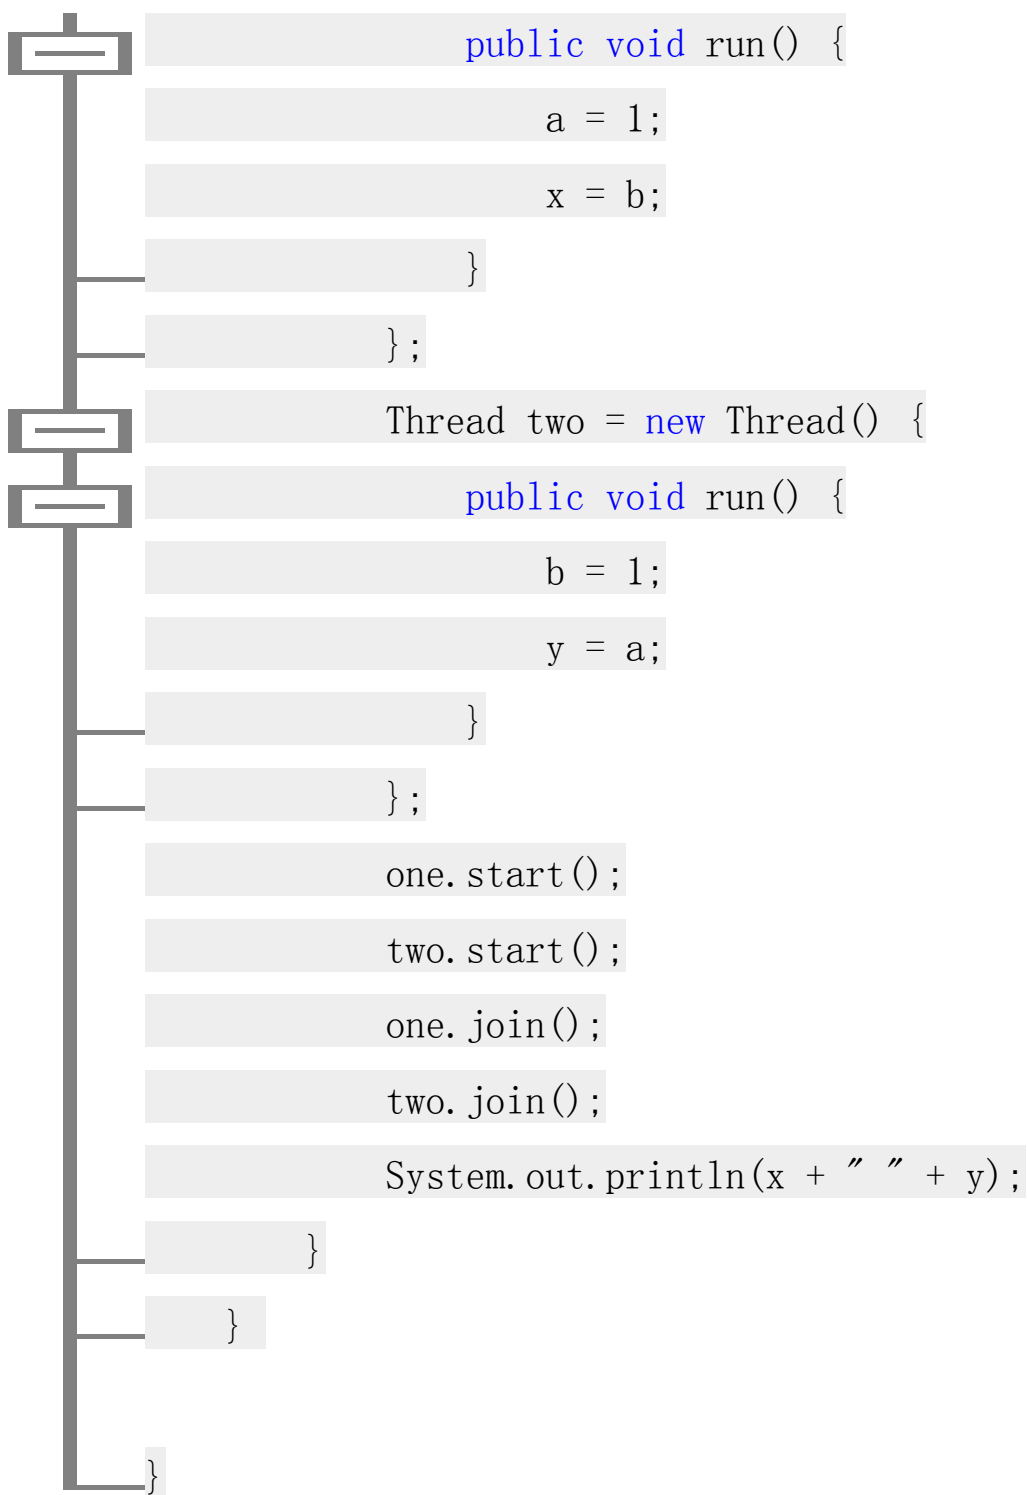 public void run() {
a = 1;
x = b;
}
};
Thread two = new Thread() {
public void run() {
b = 1;
y = a;
}
};
one.start();
two.start();
one.join();
two.join();
System.out.println(x + " " + y);
}
}
}